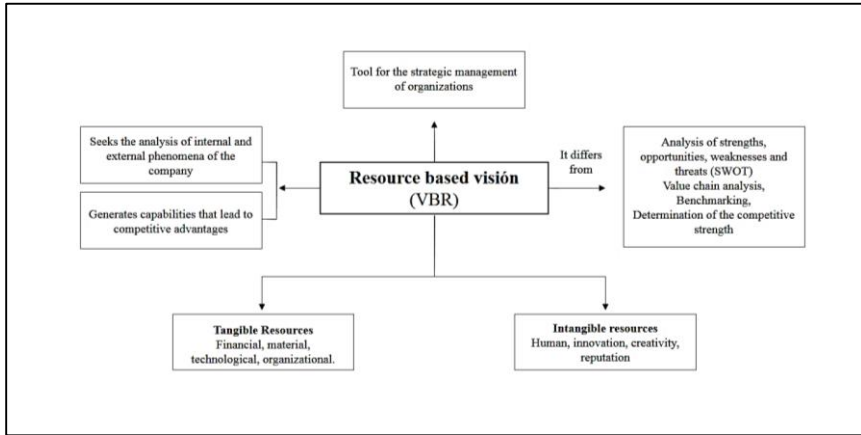 Tool for the strategic management
of organizations
Seeks the analysis of internal and
external phenomena of the
company
Generates capabilities that lead to
competitive advantages
Resource based visión
(VBR)
It differs
from
Analysis of strengths,
opportunities, weaknesses and
threats (SWOT)
Value chain analysis,
Benchmarking,
Determination of the competitive
strength
Tangible Resources
Financial, material,
technological, organizational.
Intangible resources
Human, innovation, creativity,
reputation